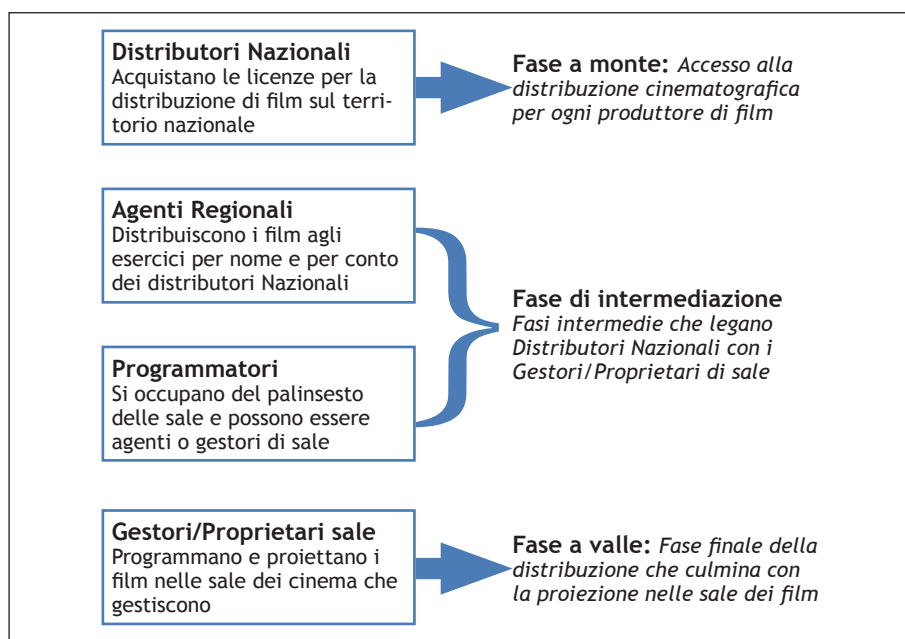 Distributori Nazionali
Acquistano le licenze per la
distribuzione di film sul terri-
torio nazionale
Fase a monte: Accesso alla
distribuzione cinematografica
per ogni produttore di film
Agenti Regionali
Distribuiscono i film agli
esercici per nome e per conto
dei distributori Nazionali
Programmatori
Si occupano del palinsesto
delle sale e possono essere
agenti o gestori di sale
Fase di intermediazione
Fasi intermedie che legano
Distributori Nazionali con i
Gestori/Proprietari di sale
Gestori/Proprietari sale
Programmano e proiettano i
film nelle sale dei cinema che
gestiscono
Fase a valle: Fase finale della
distribuzione che culmina con
la proiezione nelle sale dei film